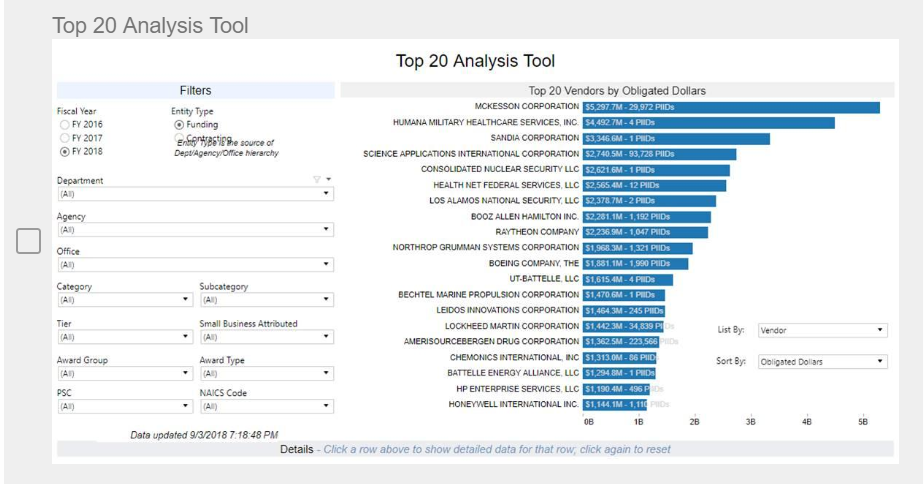 Top 20 Analysis Tool
Top 20 Analysis Tool
Filters
Fiscal Year
FY 2016
FY 2017
FY 2018
Entity Type
Funding
Contracting
Entity Type is the source of
Dept/Agency/Office hierarchy
Department
(All)
Agency
(All)
Office
(All)
Category
(All)
Subcategory
(All)
Tier
(All)
Small Business Attributed
(All)
Award Group
(All)
Award Type
(All)
PSC
(All)
NAICS Code
(All)
Data updated 9/3/2018 7:18:48 PM
Top 20 Vendors by Obligated Dollars
MCKESSON CORPORATION $5,297.7M - 29,972 PIIDs
HUMANA MILITARY HEALTHCARE SERVICES, INC. $4,492.7M - 4 PIIDs
SANDIA CORPORATION $3,346.6M - 1 PIIDs
SCIENCE APPLICATIONS INTERNATIONAL CORPORATION $2,740.5M - 93,728 PIIDs
CONSOLIDATED NUCLEAR SECURITY LLC $2,621.6M - 1 PIIDs
HEALTH NET FEDERAL SERVICES, LLC $2,565.4M - 12 PIIDs
LOS ALAMOS NATIONAL SECURITY, LLC $2,378.7M - 2 PIIDs
BOOZ ALLEN HAMILTON INC. $2,281.1M - 1,192 PIIDs
RAYTHEON COMPANY $2,236.9M - 1,047 PIIDs
NORTHROP GRUMMAN SYSTEMS CORPORATION $1,968.3M - 1,321 PIIDs
BOEING COMPANY, THE $1,881.1M - 1,990 PIIDs
UT-BATTELLE, LLC $1,615.4M - 4 PIIDs
BECHTEL MARINE PROPULSION CORPORATION $1,470.6M - 1 PIIDs
LEIDOS INNOVATIONS CORPORATION $1,464.3M - 245 PIIDs
LOCKHEED MARTIN CORPORATION $1,442.3M - 34,839 PIIDs
AMERISOURCEBERGEN DRUG CORPORATION $1,362.5M - 223,566 PIIDs
CHEMONICS INTERNATIONAL, INC $1,313.0M - 86 PIIDs
BATTELLE ENERGY ALLIANCE, LLC $1,294.8M - 1 PIIDs
HP ENTERPRISE SERVICES, LLC $1,190.4M - 496 PIIDs
HONEYWELL INTERNATIONAL INC. $1,144.1M - 1,110 PIIDs
List By: Vendor
Sort By: Obligated Dollars
0B 1B 2B 3B 4B 5B
Details - Click a row above to show detailed data for that row; click again to reset